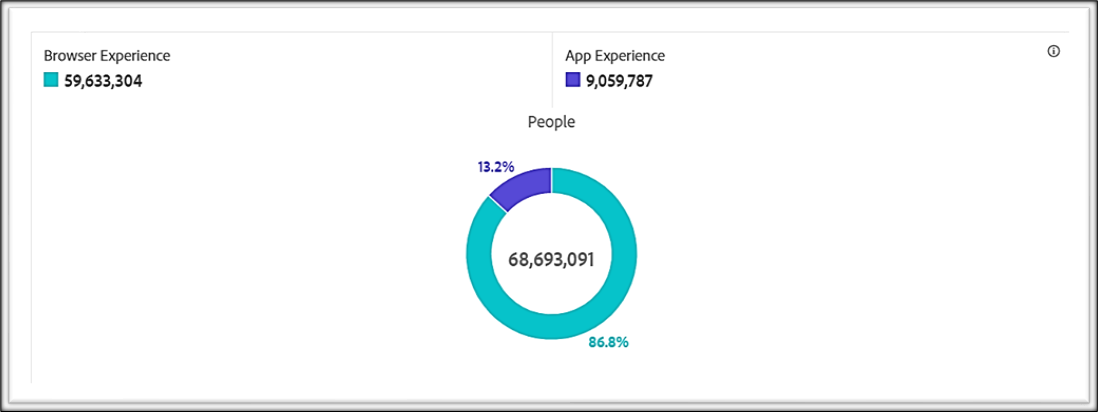 Browser Experience
59,633,304
App Experience
9,059,787
People
13.2%
68,693,091
86.8%